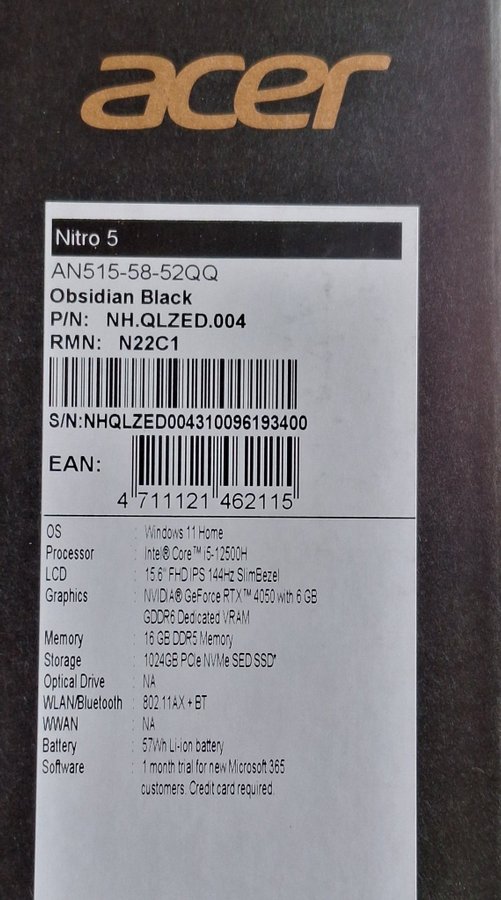 acer
Nitro 5
AN515-58-52QQ
Obsidian Black
P/N: NH.QLZED.004
RMN: N22C1
S/N:NHQLZED004310096193400
EAN:
4 711121 462115
OS : Windows 11 Home
Processor : Intel® Core™ i5-12500H
LCD : 15.6" FHD IPS 144Hz SlimBezel
Graphics : NVIDIA® GeForce RTX™ 4050 with 6 GB
GDDR6 Dedicated VRAM
Memory : 16 GB DDR5 Memory
Storage : 1024GB PCIe NVMe SED SSD*
Optical Drive : NA
WLAN/Bluetooth : 802.11AX + BT
WWAN : NA
Battery : 57Wh Li-ion battery
Software : 1 month trial for new Microsoft 365
customers. Credit card required.